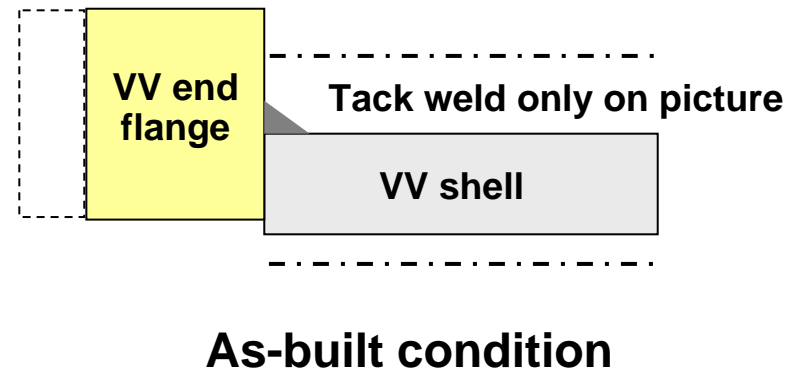 VV end
flange
Tack weld only on picture
VV shell
As-built condition